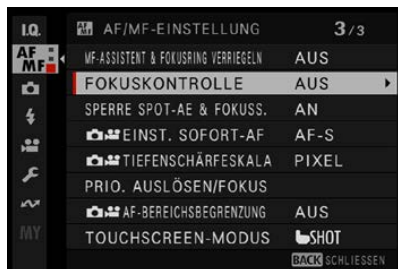 I.Q. AF/MF-EINSTELLUNG 3/3
AF MF MF-ASSISTENT & FOKUSRING VERRIEGELN AUS
FOKUSKONTROLLE AUS
SPERRE SPOT-AE & FOKUSS. AN
EINST. SOFORT-AF AF-S
TIEFENSCHÄRFESKALA PIXEL
PRIO. AUSLÖSEN/FOKUS
AF-BEREICHSBEGRENZUNG AUS
MY TOUCHSCREEN-MODUS SHOT
BACK SCHLIESSEN